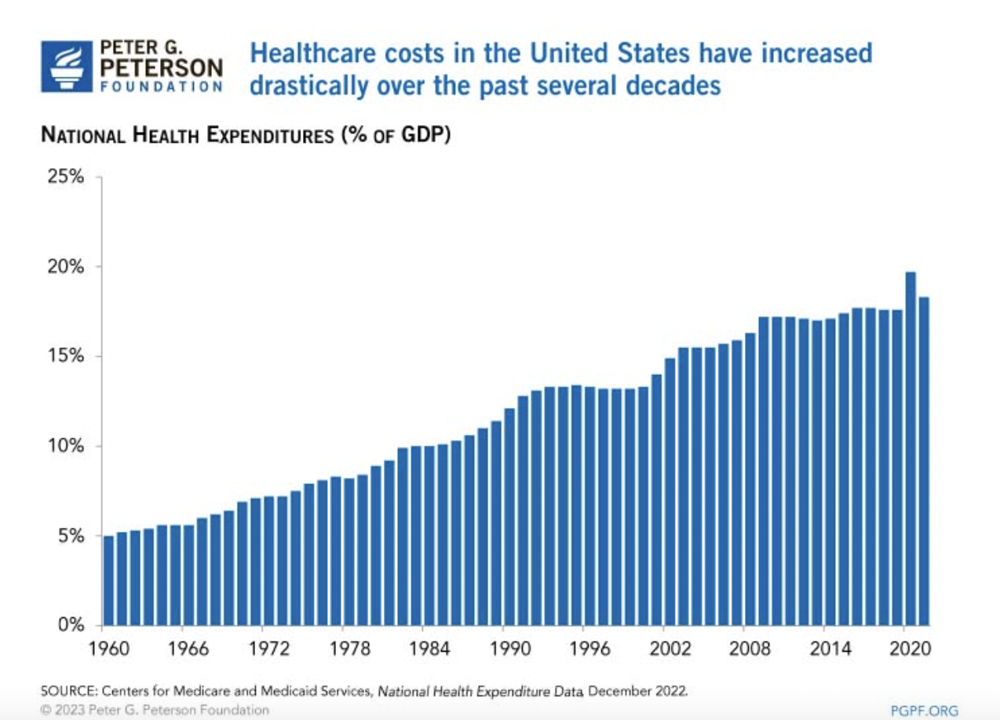 PETER G.
PETERSON
FOUNDATION
Healthcare costs in the United States have increased
drastically over the past several decades
NATIONAL HEALTH EXPENDITURES (% OF GDP)
25%
20%
15%
10%
5%
0%
1960 1966 1972 1978 1984 1990 1996 2002 2008 2014 2020
SOURCE: Centers for Medicare and Medicaid Services, National Health Expenditure Data, December 2022.
© 2023 Peter G. Peterson Foundation
PGPF.ORG